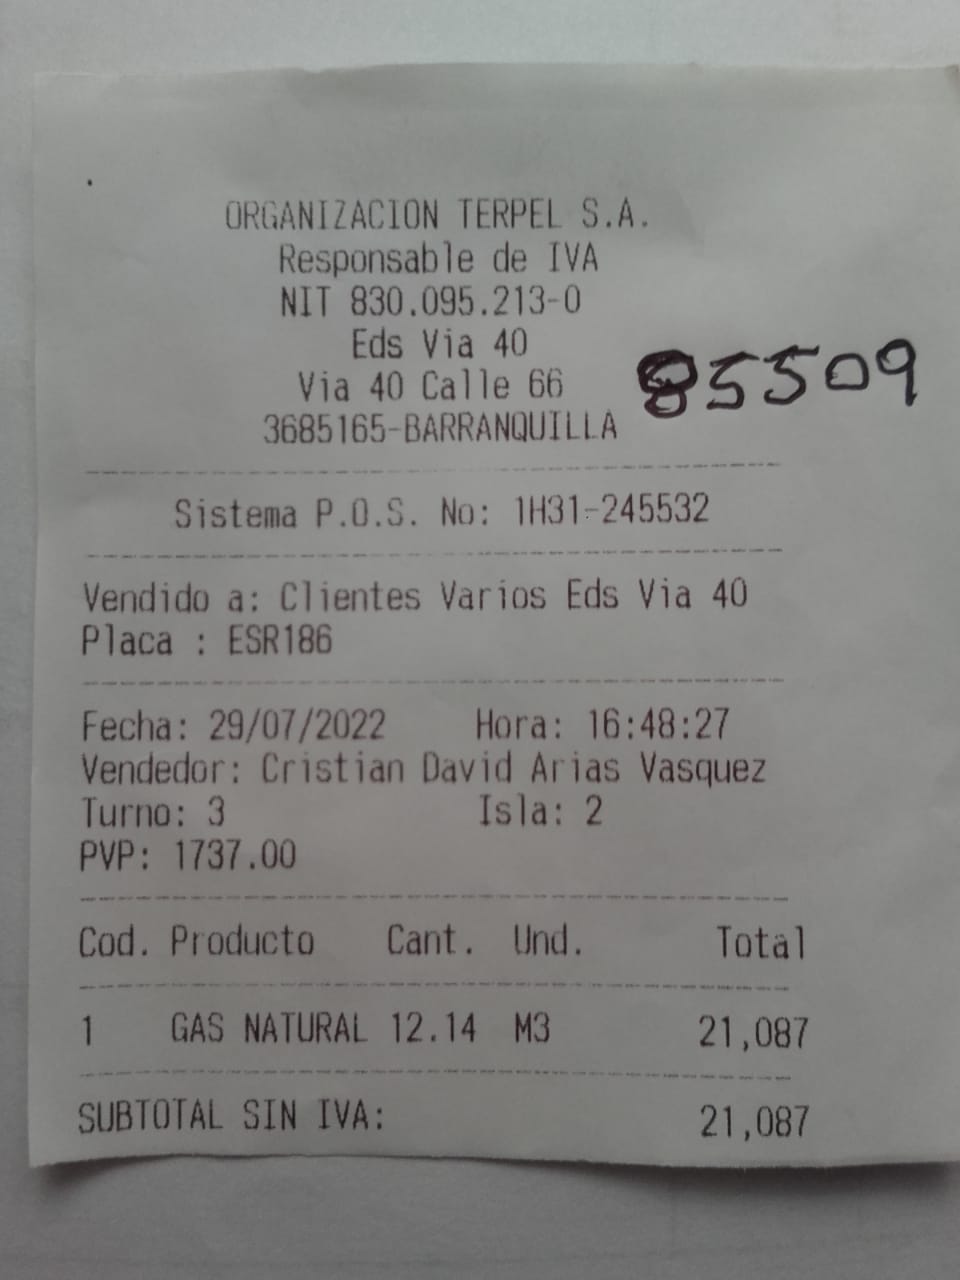 ORGANIZACION TERPEL S.A.
Responsable de IVA
NIT 830.095.213-0
Eds Via 40
Via 40 Calle 66
85509
3685165-BARRANQUILLA
Sistema P.O.S. No: 1H31-245532
Vendido a: Clientes Varios Eds Via 40
Placa : ESR186
Fecha: 29/07/2022 Hora: 16:48:27
Vendedor: Cristian David Arias Vasquez
Turno: 3 Isla: 2
PVP: 1737.00
Cod. Producto Cant. Und. Total
1 GAS NATURAL 12.14 M3 21,087
SUBTOTAL SIN IVA: 21,087